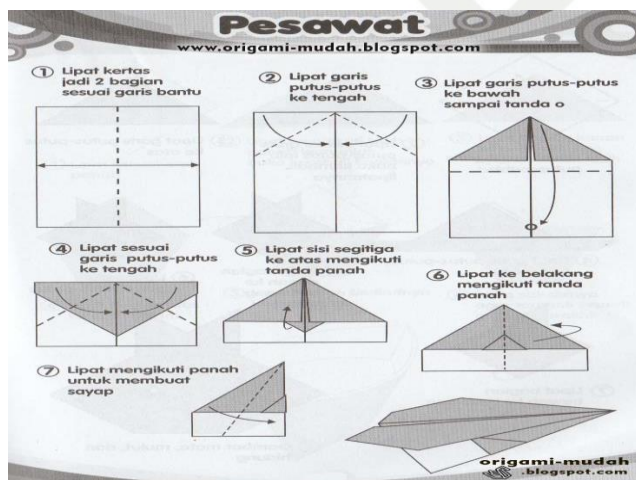 Pesawat
www.origami-mudah.blogspot.com
1 Lipat kertas
jadi 2 bagian
sesuai garis bantu
2 Lipat garis
putus-putus
ke tengah
3 Lipat garis putus-putus
ke bawah
sampai tanda o
4 Lipat sesuai
garis putus-putus
ke tengah
5 Lipat sisi segitiga
ke atas mengikuti
tanda panah
6 Lipat ke belakang
mengikuti tanda
panah
7 Lipat mengikuti panah
untuk membuat
sayap
origami-mudah
.blogspot.com